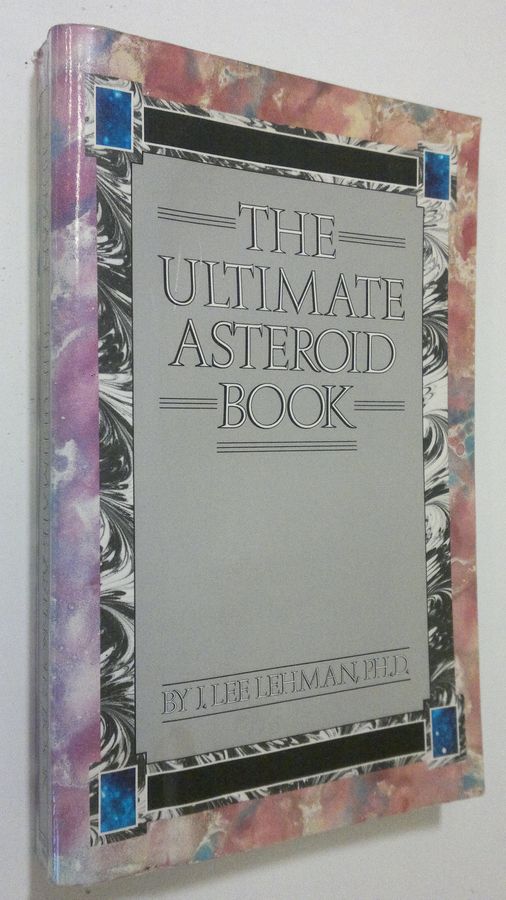 THE
ULTIMATE
ASTEROID
BOOK
BY J. LEE LEHMAN, PH.D.